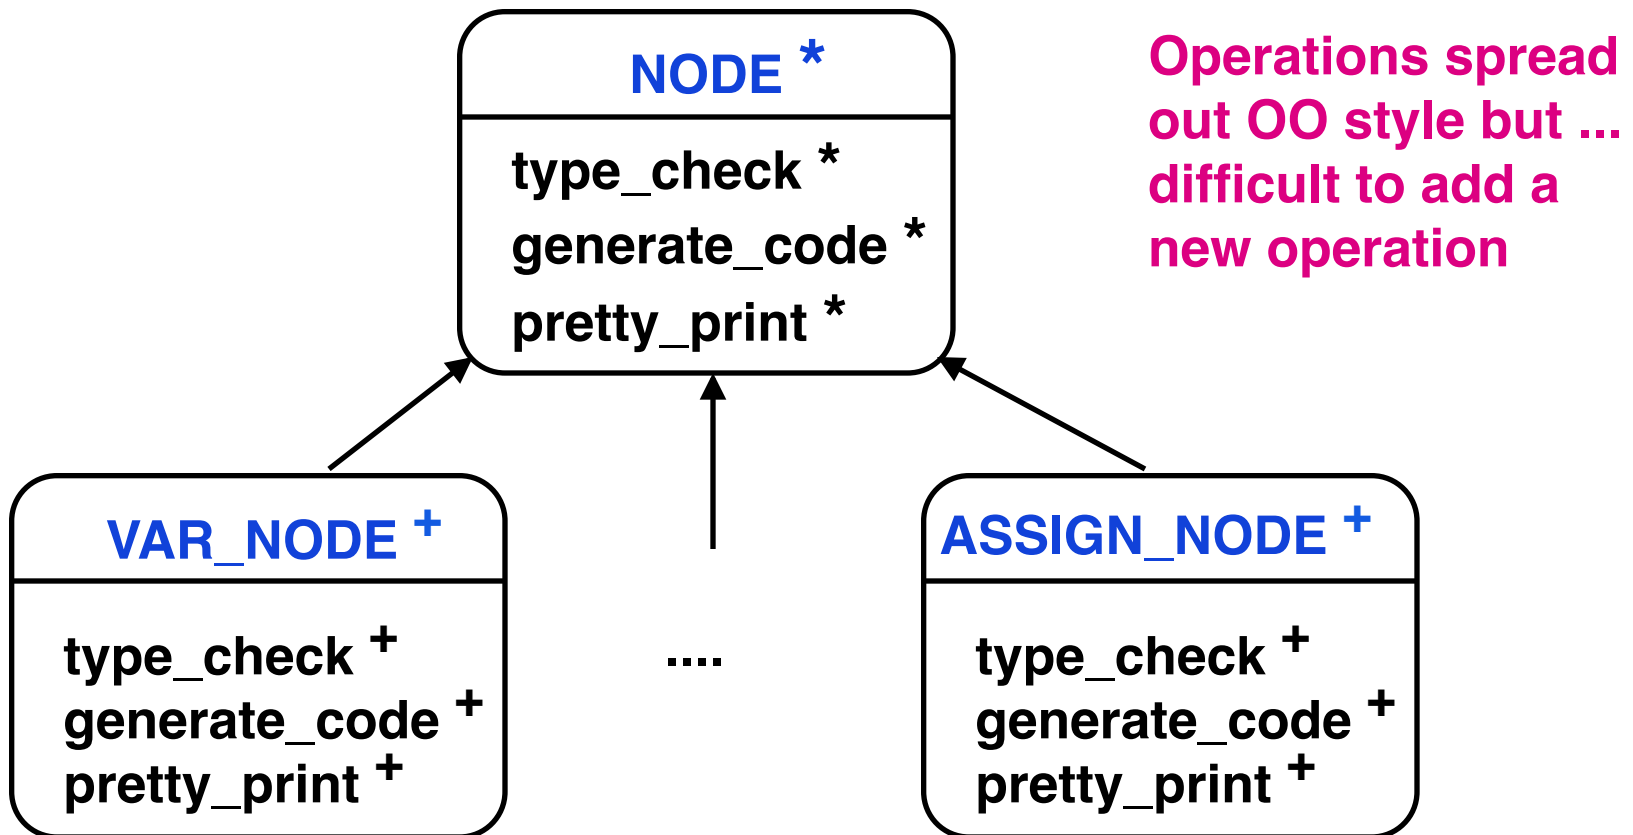 NODE *
type_check *
generate_code *
pretty_print *
Operations spread
out OO style but ...
difficult to add a
new operation
VAR_NODE +
type_check +
generate_code +
pretty_print +
....
ASSIGN_NODE +
type_check +
generate_code +
pretty_print +